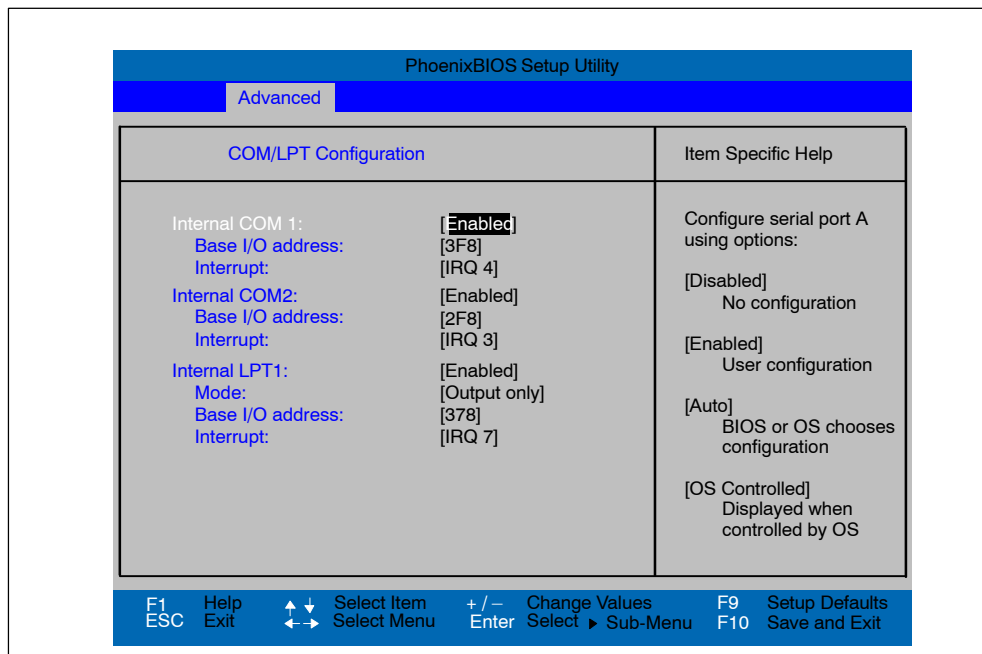 PhoenixBIOS Setup Utility
Advanced
COM/LPT Configuration
Item Specific Help
Internal COM 1: [Enabled]
Base I/O address: [3F8]
Interrupt: [IRQ 4]
Internal COM2: [Enabled]
Base I/O address: [2F8]
Interrupt: [IRQ 3]
Internal LPT1: [Enabled]
Mode: [Output only]
Base I/O address: [378]
Interrupt: [IRQ 7]
Configure serial port A
using options:
[Disabled]
No configuration
[Enabled]
User configuration
[Auto]
BIOS or OS chooses
configuration
[OS Controlled]
Displayed when
controlled by OS
F1 Help Select Item +/− Change Values F9 Setup Defaults
ESC Exit Select Menu Enter Select ▶ Sub-Menu F10 Save and Exit